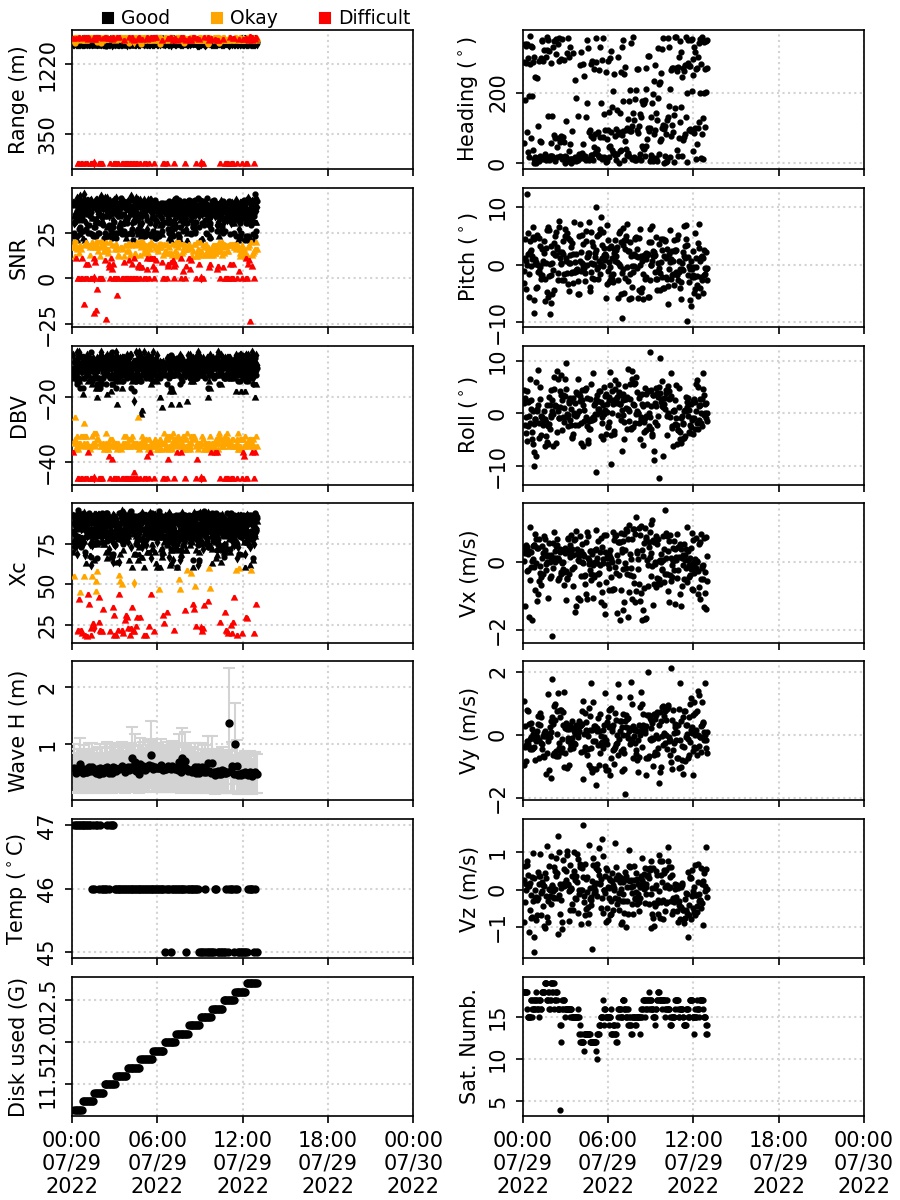 Good Okay Difficult
Range (m)
1220
350
Heading (°)
200
0
SNR
25
0
−25
Pitch (°)
10
0
−10
DBV
−20
−40
Roll (°)
10
0
−10
Xc
75
50
25
Vx (m/s)
0
−2
Wave H (m)
2
1
Vy (m/s)
2
0
−2
Temp (°C)
47
46
45
Vz (m/s)
1
0
−1
Disk used (G)
12.5
12.0
11.5
Sat. Numb.
15
10
5
00:00 06:00 12:00 18:00 00:00
07/29 07/29 07/29 07/29 07/30
2022 2022 2022 2022 2022
00:00 06:00 12:00 18:00 00:00
07/29 07/29 07/29 07/29 07/30
2022 2022 2022 2022 2022